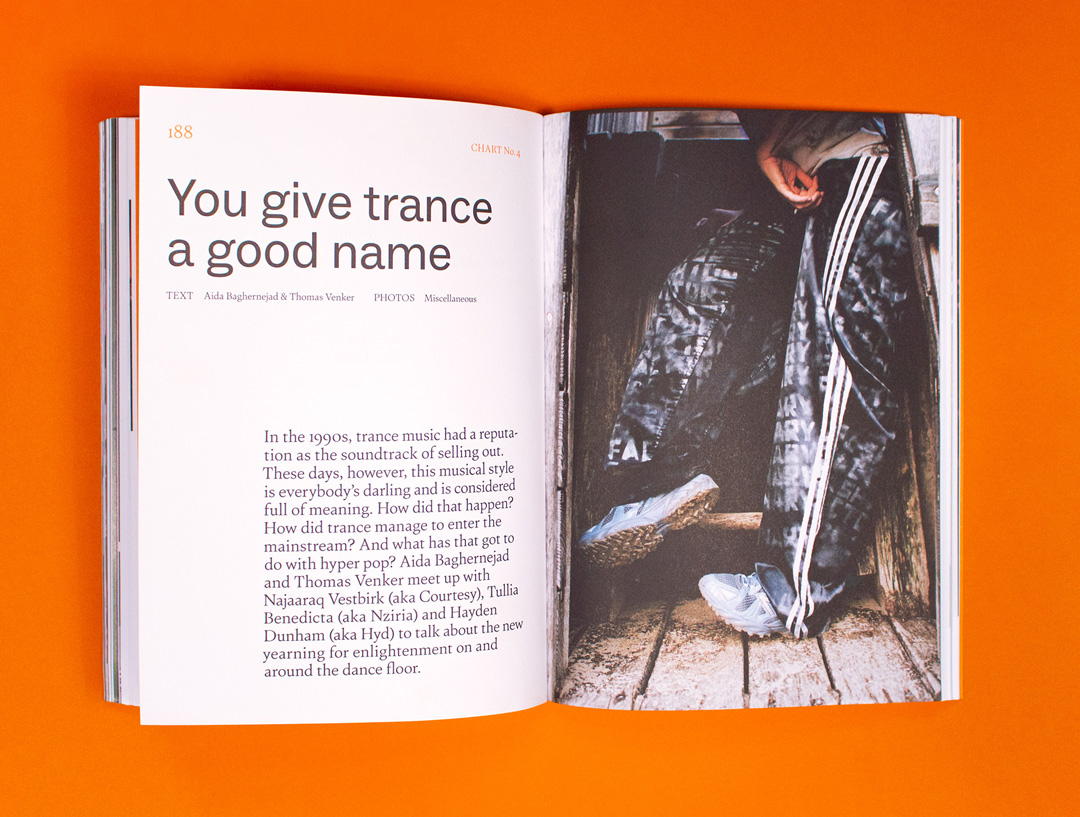 188
CHART No.4
You give trance
a good name
TEXT Aida Baghernejad & Thomas Venker PHOTOS Miscellaneous
In the 1990s, trance music had a reputa-
tion as the soundtrack of selling out.
These days, however, this musical style
is everybody's darling and is considered
full of meaning. How did that happen?
How did trance manage to enter the
mainstream? And what has that got to
do with hyper pop? Aida Baghernejad
and Thomas Venker meet up with
Najaaraq Vestbirk (aka Courtesy), Tullia
Benedicta (aka Nziria) and Hayden
Dunham (aka Hyd) to talk about the new
yearning for enlightenment on and
around the dance floor.